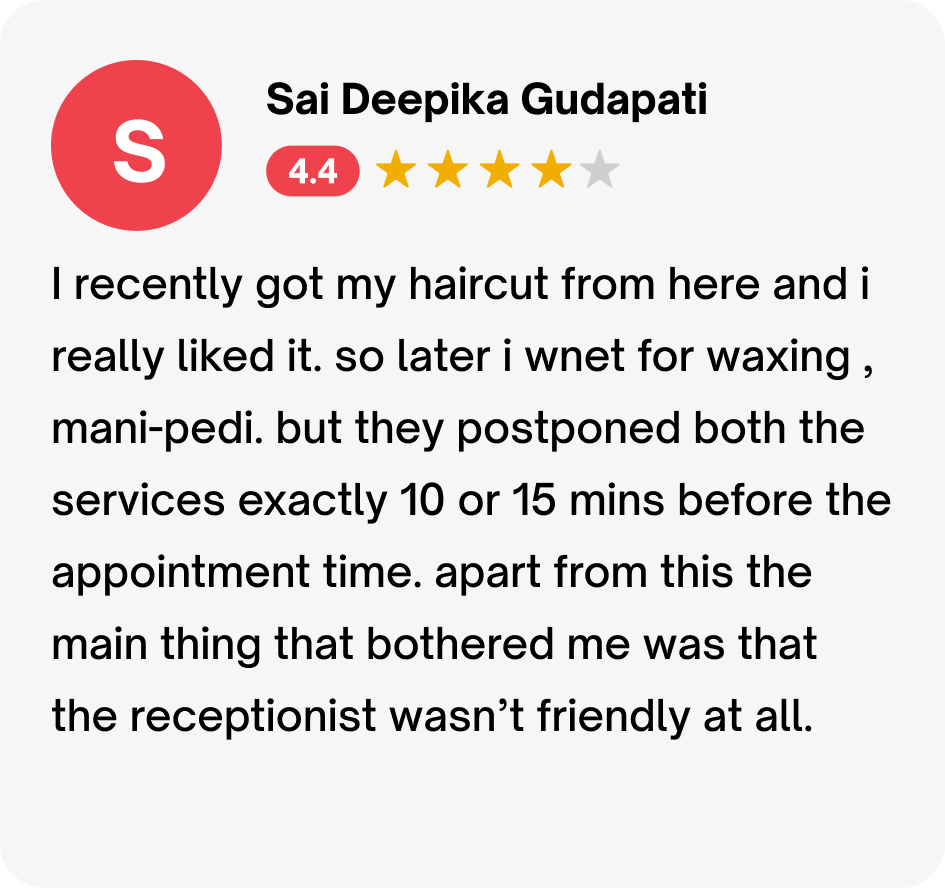 S
Sai Deepika Gudapati
4.4
I recently got my haircut from here and i
really liked it. so later i wnet for waxing ,
mani-pedi. but they postponed both the
services exactly 10 or 15 mins before the
appointment time. apart from this the
main thing that bothered me was that
the receptionist wasn’t friendly at all.